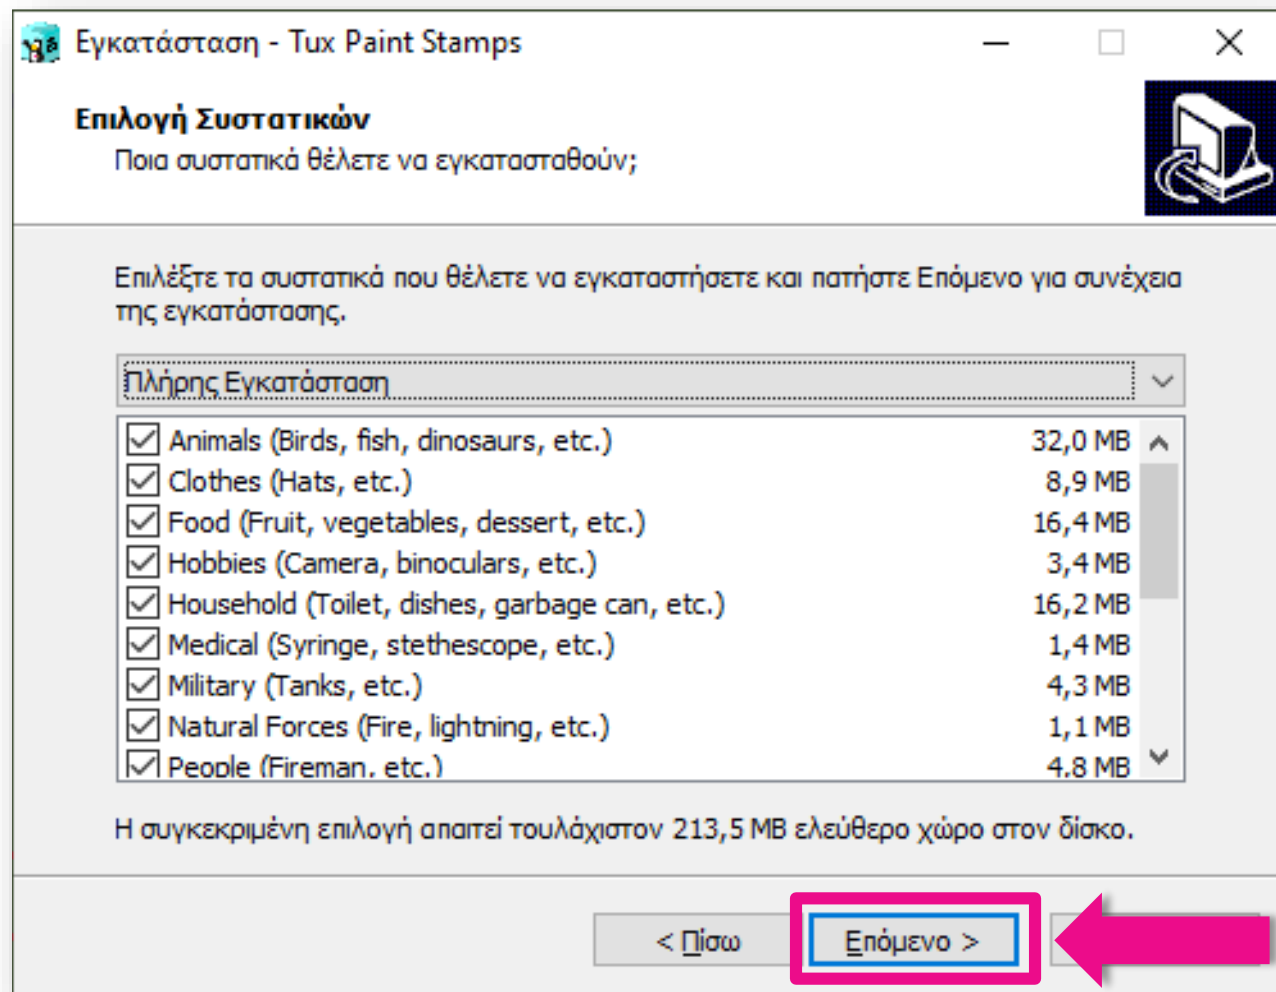 Εγκατάσταση - Tux Paint Stamps
Επιλογή Συστατικών
Ποια συστατικά θέλετε να εγκατασταθούν;
Επιλέξτε τα συστατικά που θέλετε να εγκαταστήσετε και πατήστε Επόμενο για συνέχεια
της εγκατάστασης.
Πλήρης Εγκατάσταση
Animals (Birds, fish, dinosaurs, etc.) 32,0 MB
Clothes (Hats, etc.) 8,9 MB
Food (Fruit, vegetables, dessert, etc.) 16,4 MB
Hobbies (Camera, binoculars, etc.) 3,4 MB
Household (Toilet, dishes, garbage can, etc.) 16,2 MB
Medical (Syringe, stethescope, etc.) 1,4 MB
Military (Tanks, etc.) 4,3 MB
Natural Forces (Fire, lightning, etc.) 1,1 MB
People (Fireman, etc.) 4,8 MB
Η συγκεκριμένη επιλογή απαιτεί τουλάχιστον 213,5 MB ελεύθερο χώρο στον δίσκο.
< Πίσω Επόμενο >